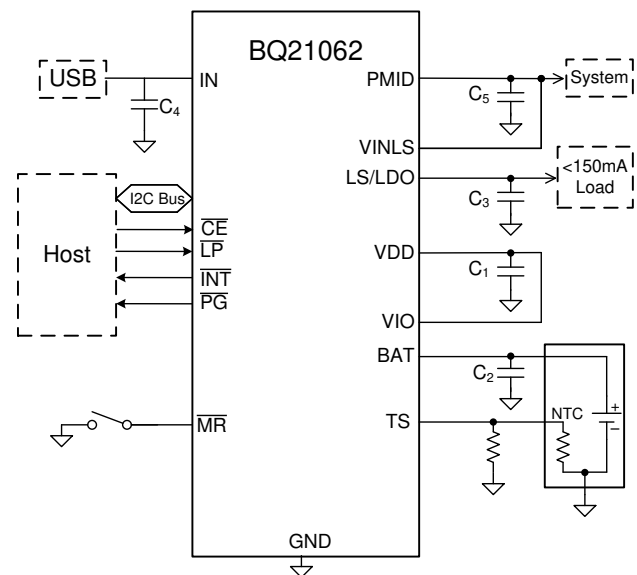 BQ21062
USB
IN
C4
PMID
System
C5
VINLS
LS/LDO
<150mA
Load
C3
I2C Bus
Host
CE
LP
INT
PG
VDD
C1
VIO
BAT
C2
NTC
+
−
TS
MR
GND